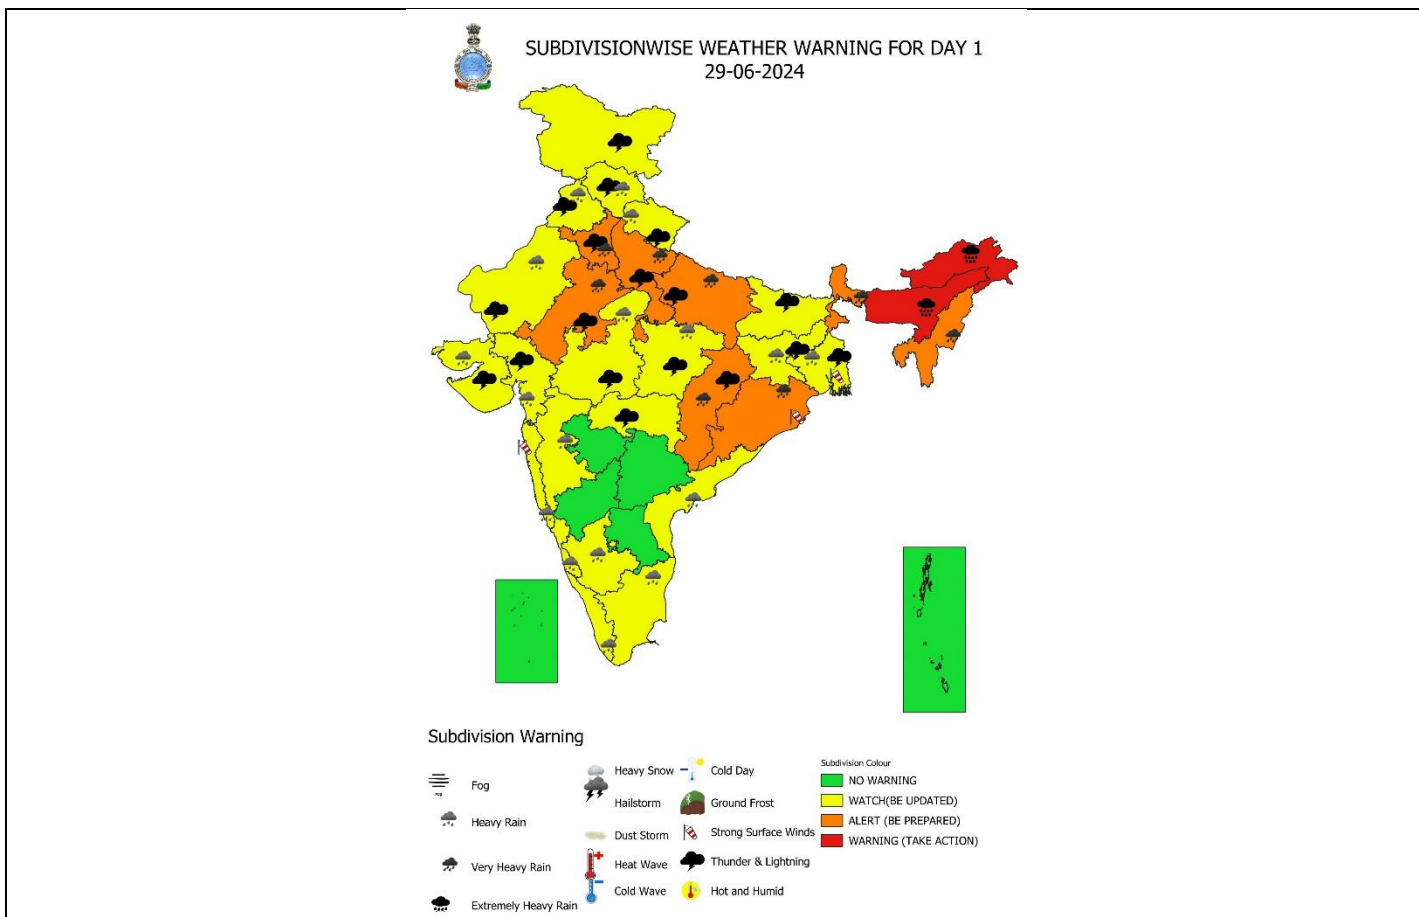 SUBDIVISIONWISE WEATHER WARNING FOR DAY 1
29-06-2024
Subdivision Warning
Fog
Heavy Rain
Very Heavy Rain
Extremely Heavy Rain
Heavy Snow
Hailstorm
Dust Storm
Heat Wave
Cold Wave
Cold Day
Ground Frost
Strong Surface Winds
Thunder & Lightning
Hot and Humid
Subdivision Colour
NO WARNING
WATCH(BE UPDATED)
ALERT (BE PREPARED)
WARNING (TAKE ACTION)